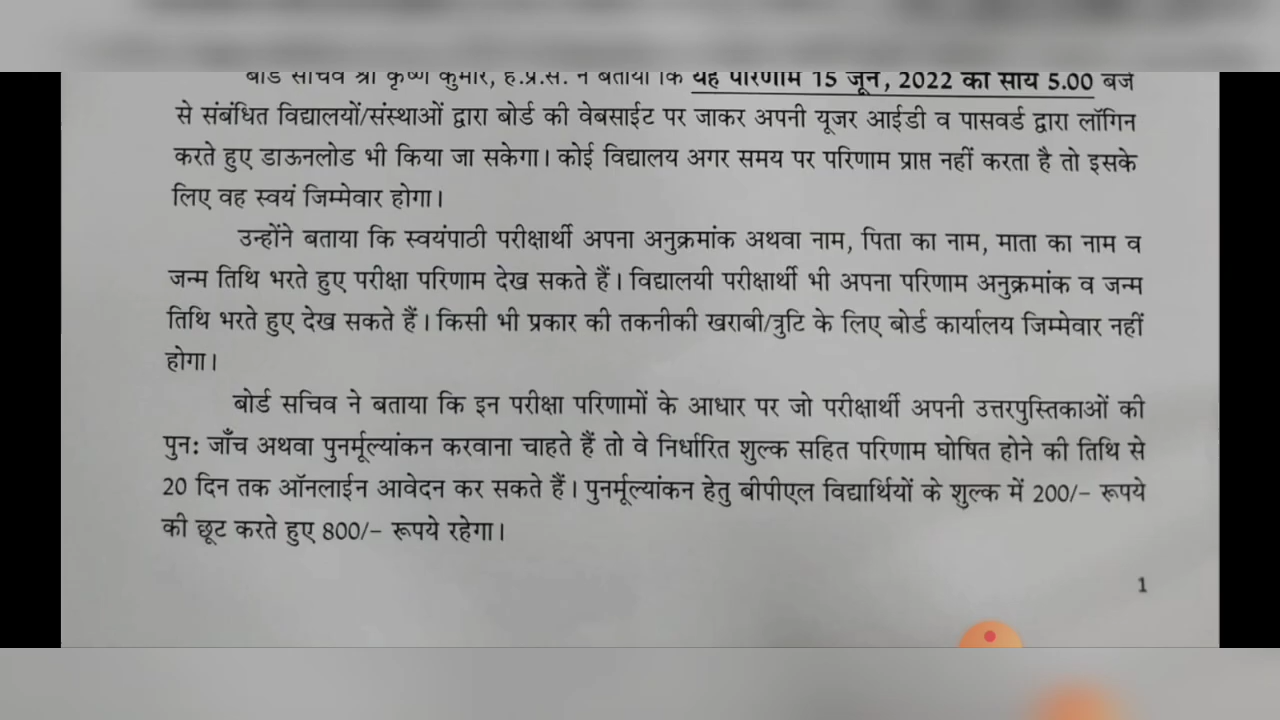 बोर्ड सचिव श्री कृष्ण कुमार, ह.प्र.स. ने बताया कि यह परिणाम 15 जून, 2022 को सायं 5.00 बजे
से संबंधित विद्यालयों/संस्थाओं द्वारा बोर्ड की वेबसाईट पर जाकर अपनी यूजर आईडी व पासवर्ड द्वारा लॉगिन
करते हुए डाऊनलोड भी किया जा सकेगा। कोई विद्यालय अगर समय पर परिणाम प्राप्त नहीं करता है तो इसके
लिए वह स्वयं जिम्मेवार होगा।
उन्होंने बताया कि स्वयंपाठी परीक्षार्थी अपना अनुक्रमांक अथवा नाम, पिता का नाम, माता का नाम व
जन्म तिथि भरते हुए परीक्षा परिणाम देख सकते हैं। विद्यालयी परीक्षार्थी भी अपना परिणाम अनुक्रमांक व जन्म
तिथि भरते हुए देख सकते हैं। किसी भी प्रकार की तकनीकी खराबी/त्रुटि के लिए बोर्ड कार्यालय जिम्मेवार नहीं
होगा।
बोर्ड सचिव ने बताया कि इन परीक्षा परिणामों के आधार पर जो परीक्षार्थी अपनी उत्तरपुस्तिकाओं की
पुन: जाँच अथवा पुनर्मूल्यांकन करवाना चाहते हैं तो वे निर्धारित शुल्क सहित परिणाम घोषित होने की तिथि से
20 दिन तक ऑनलाईन आवेदन कर सकते हैं। पुनर्मूल्यांकन हेतु बीपीएल विद्यार्थियों के शुल्क में 200/- रूपये
की छूट करते हुए 800/- रूपये रहेगा।
1